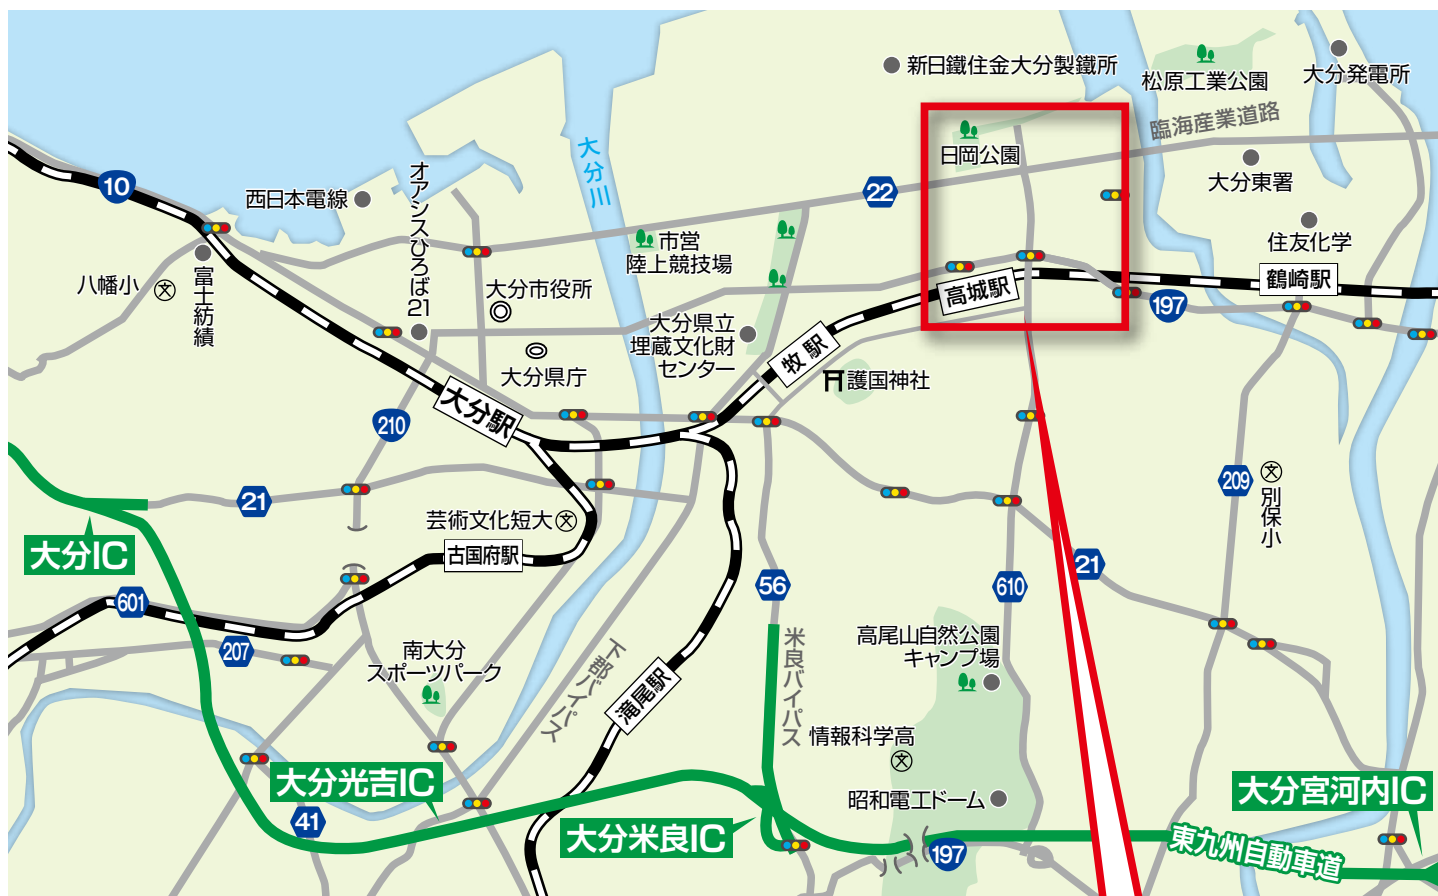 新日鐵住金大分製鐵所
松原工業公園
大分発電所
臨海産業道路
日岡公園
大分川
オアシスひろば21
10
西日本電線
22
大分東署
市営
陸上競技場
住友化学
八幡小
文
富士紡績
大分市役所
高城駅
鶴崎駅
197
大分県立
埋蔵文化財
センター
牧駅
大分県庁
護国神社
大分駅
210
21
209
文
別保小
芸術文化短大
文
大分IC
古国府駅
56
610
21
601
207
南大分
スポーツパーク
下部バイパス
滝尾駅
米良バイパス
高尾山自然公園
キャンプ場
情報科学高
文
大分光吉IC
昭和電工ドーム
大分宮河内IC
41
大分米良IC
197
東九州自動車道